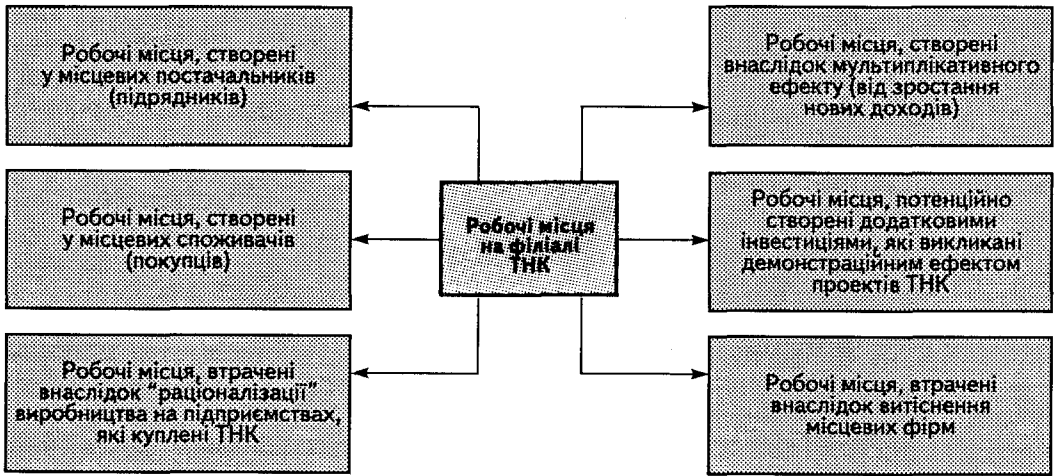 Робочі місця, створені
у місцевих постачальників
(підрядників)
Робочі місця, створені
внаслідок мультиплікативного
ефекту (від зростання
нових доходів)
Робочі місця, створені
у місцевих споживачів
(покупців)
Робочі місця
на філіалі
ТНК
Робочі місця, потенційно
створені додатковими
інвестиціями, які викликані
демонстраційним ефектом
проектів ТНК
Робочі місця, втрачені
внаслідок “раціоналізації”
виробництва на підприємствах,
які куплені ТНК
Робочі місця, втрачені
внаслідок витіснення
місцевих фірм